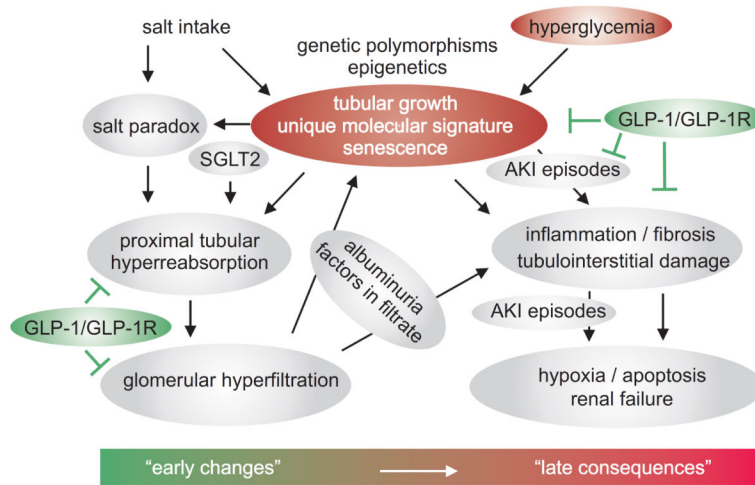 salt intake
genetic polymorphisms
epigenetics
hyperglycemia
tubular growth
unique molecular signature
senescence
salt paradox
SGLT2
GLP-1/GLP-1R
AKI episodes
proximal tubular
hyperreabsorption
albuminuria
factors in filtrate
inflammation / fibrosis
tubulointerstitial damage
GLP-1/GLP-1R
AKI episodes
glomerular hyperfiltration
hypoxia / apoptosis
renal failure
“early changes”
“late consequences”